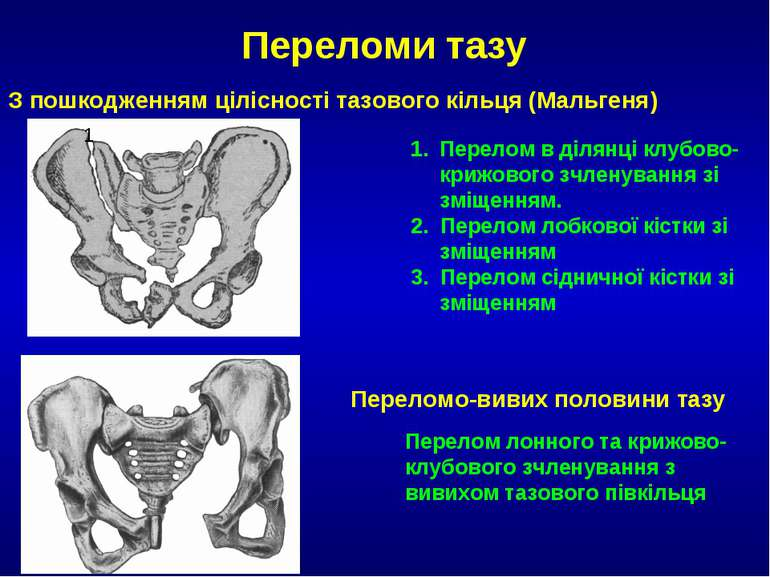 Переломи тазу
З пошкодженням цілісності тазового кільця (Мальгеня)
1
1. Перелом в ділянці клубово-
крижового зчленування зі
зміщенням.
2. Перелом лобкової кістки зі
зміщенням
3. Перелом сідничної кістки зі
зміщенням
Переломо-вивих половини тазу
Перелом лонного та крижово-
клубового зчленування з
вивихом тазового півкільця